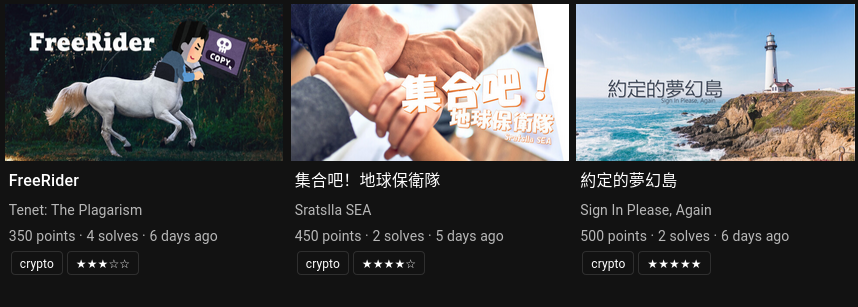 FreeRider
COPY
FreeRider
Tenet: The Plagarism
350 points · 4 solves · 6 days ago
crypto ★★★☆☆
集合吧！
地球保衛隊
Sratslla SEA
集合吧！地球保衛隊
Sratslla SEA
450 points · 2 solves · 5 days ago
crypto ★★★★☆
約定的夢幻島
Sign In Please, Again
約定的夢幻島
Sign In Please, Again
500 points · 2 solves · 6 days ago
crypto ★★★★★